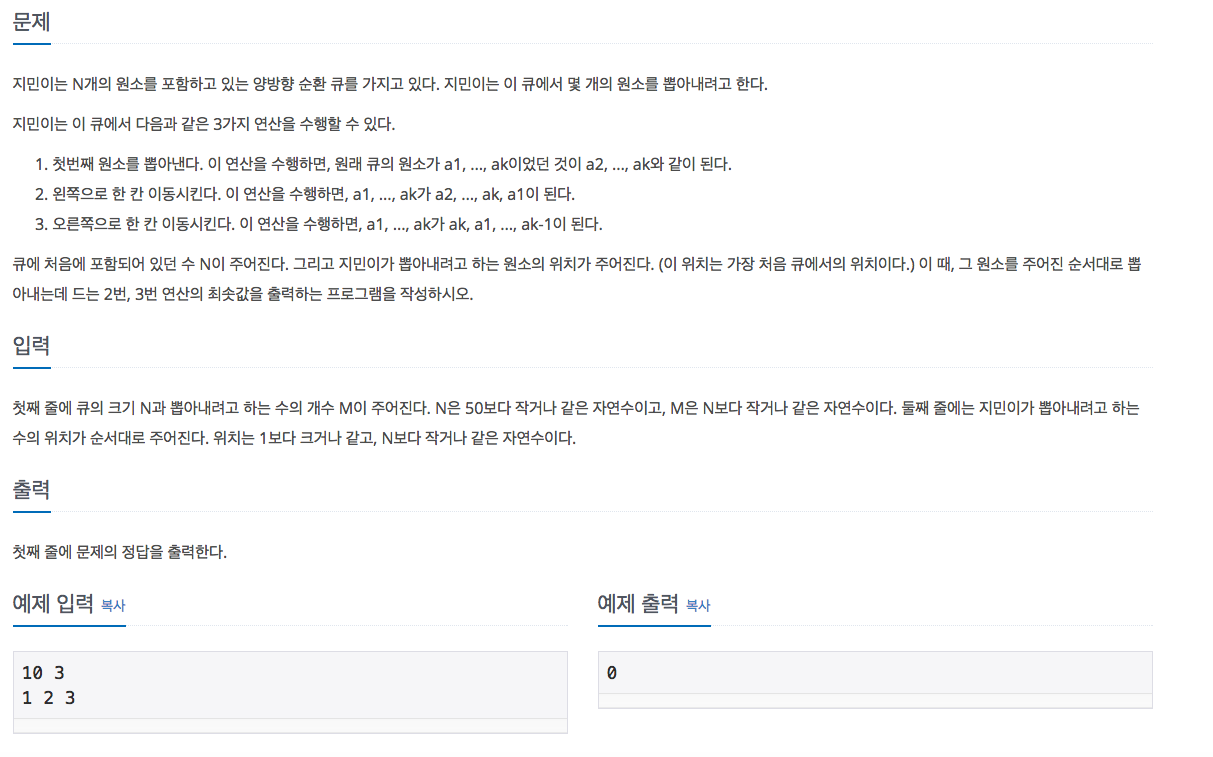 문제
지민이는 N개의 원소를 포함하고 있는 양방향 순환 큐를 가지고 있다. 지민이는 이 큐에서 몇 개의 원소를 뽑아내려고 한다.
지민이는 이 큐에서 다음과 같은 3가지 연산을 수행할 수 있다.
1. 첫번째 원소를 뽑아낸다. 이 연산을 수행하면, 원래 큐의 원소가 a1, ..., ak이었던 것이 a2, ..., ak와 같이 된다.
2. 왼쪽으로 한 칸 이동시킨다. 이 연산을 수행하면, a1, ..., ak가 a2, ..., ak, a1이 된다.
3. 오른쪽으로 한 칸 이동시킨다. 이 연산을 수행하면, a1, ..., ak가 ak, a1, ..., ak-1이 된다.
큐에 처음에 포함되어 있던 수 N이 주어진다. 그리고 지민이가 뽑아내려고 하는 원소의 위치가 주어진다. (이 위치는 가장 처음 큐에서의 위치이다.) 이 때, 그 원소를 주어진 순서대로 뽑
아내는데 드는 2번, 3번 연산의 최솟값을 출력하는 프로그램을 작성하시오.
입력
첫째 줄에 큐의 크기 N과 뽑아내려고 하는 수의 개수 M이 주어진다. N은 50보다 작거나 같은 자연수이고, M은 N보다 작거나 같은 자연수이다. 둘째 줄에는 지민이가 뽑아내려고 하는
수의 위치가 순서대로 주어진다. 위치는 1보다 크거나 같고, N보다 작거나 같은 자연수이다.
출력
첫째 줄에 문제의 정답을 출력한다.
예제 입력 복사
10 3
1 2 3
예제 출력 복사
0